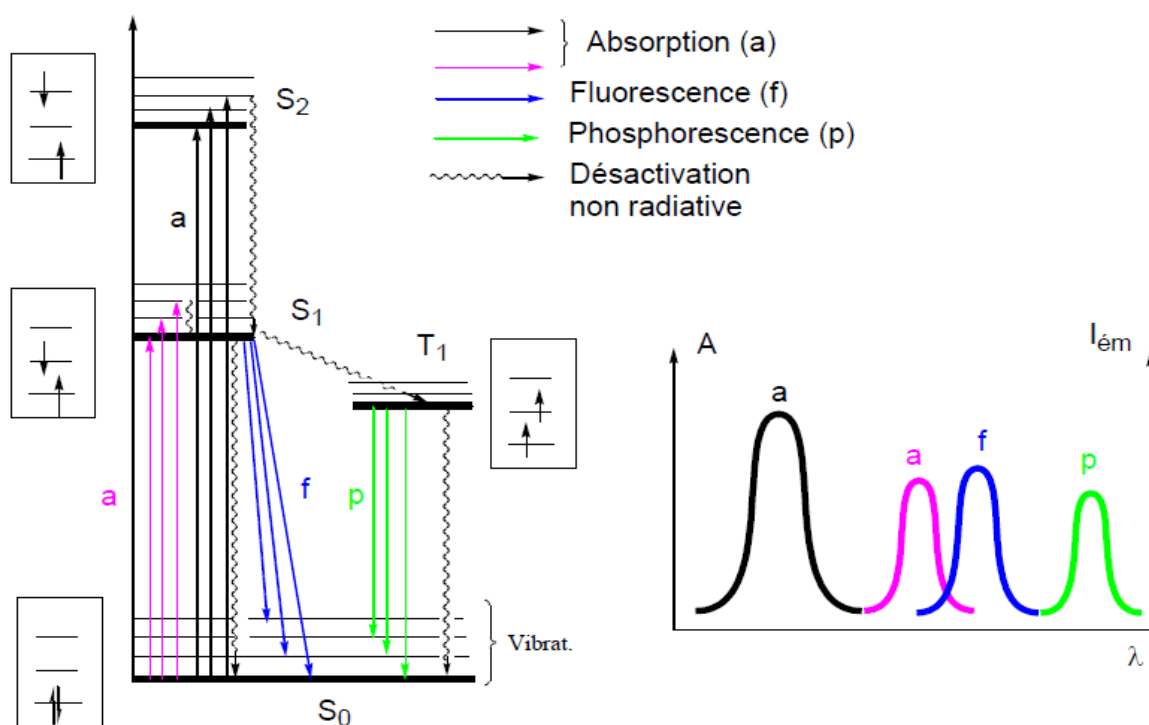 Absorption (a)
Fluorescence (f)
Phosphorescence (p)
Désactivation
non radiative
S2
a
S1
T1
a
f
p
Vibrat.
S0
A
Iém
a
a
f
p
λ